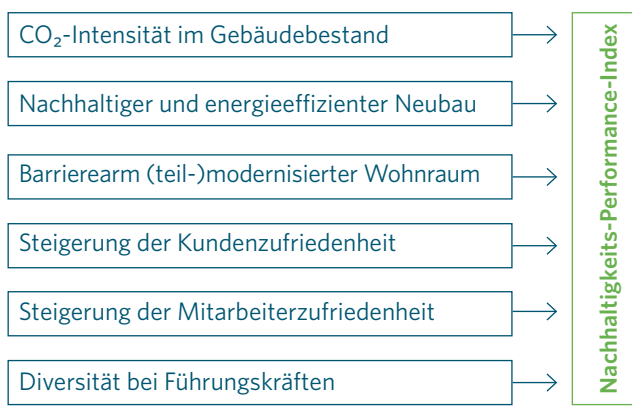 CO₂-Intensität im Gebäudebestand
Nachhaltiger und energieeffizienter Neubau
Barrierearm (teil-)modernisierter Wohnraum
Steigerung der Kundenzufriedenheit
Steigerung der Mitarbeiterzufriedenheit
Diversität bei Führungskräften
Nachhaltigkeits-Performance-Index